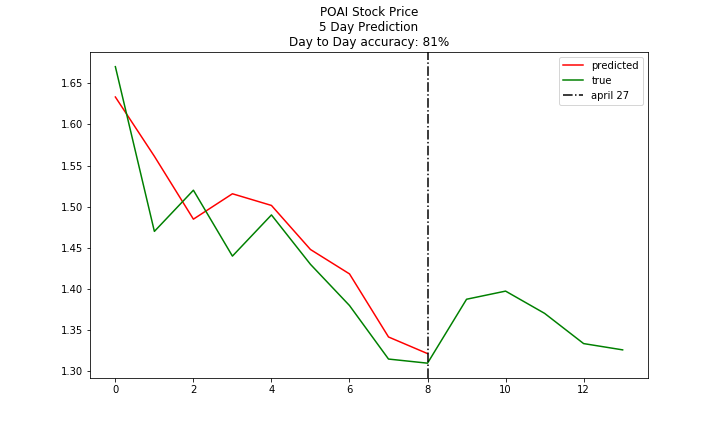 POAI Stock Price
5 Day Prediction
Day to Day accuracy: 81%
predicted
true
april 27
1.65
1.60
1.55
1.50
1.45
1.40
1.35
1.30
0 2 4 6 8 10 12